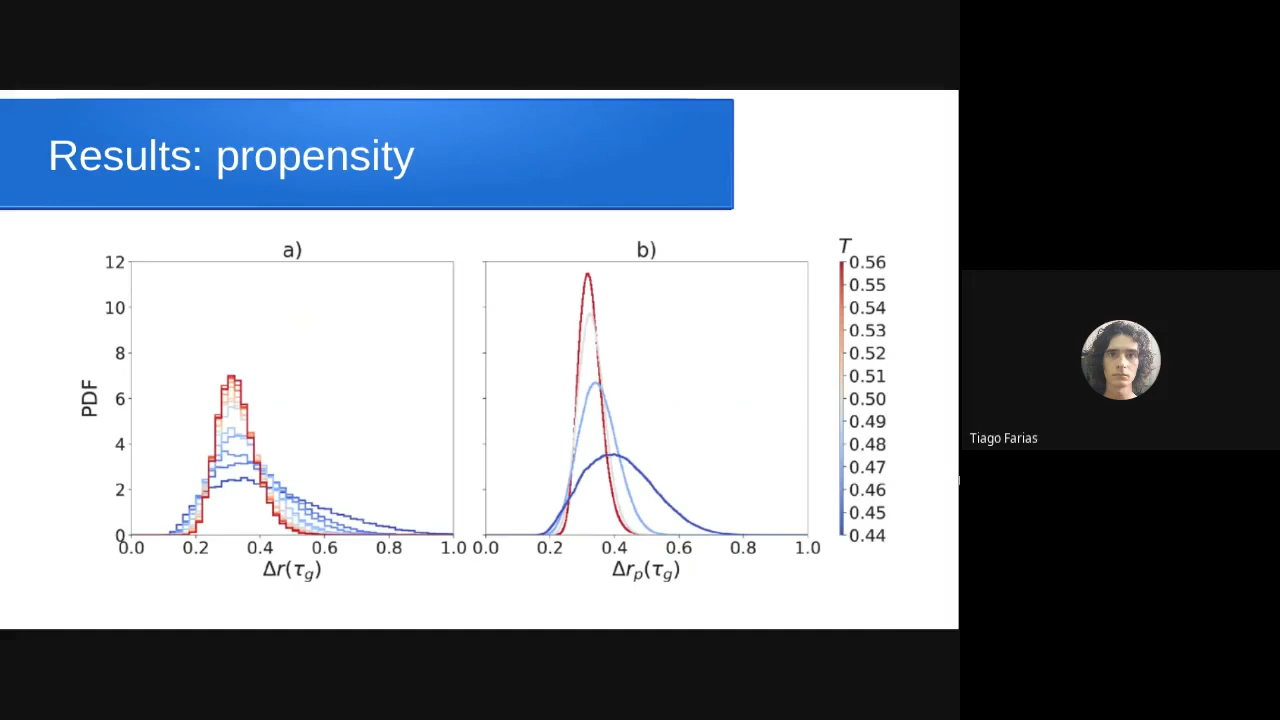 Results: propensity
a)
b)
T
12
10
8
6
4
2
0
PDF
0.0 0.2 0.4 0.6 0.8 1.0
Δr(τg)
0.0 0.2 0.4 0.6 0.8 1.0
Δrp(τg)
0.56
0.55
0.54
0.53
0.52
0.51
0.50
0.49
0.48
0.47
0.46
0.45
0.44
Tiago Farias